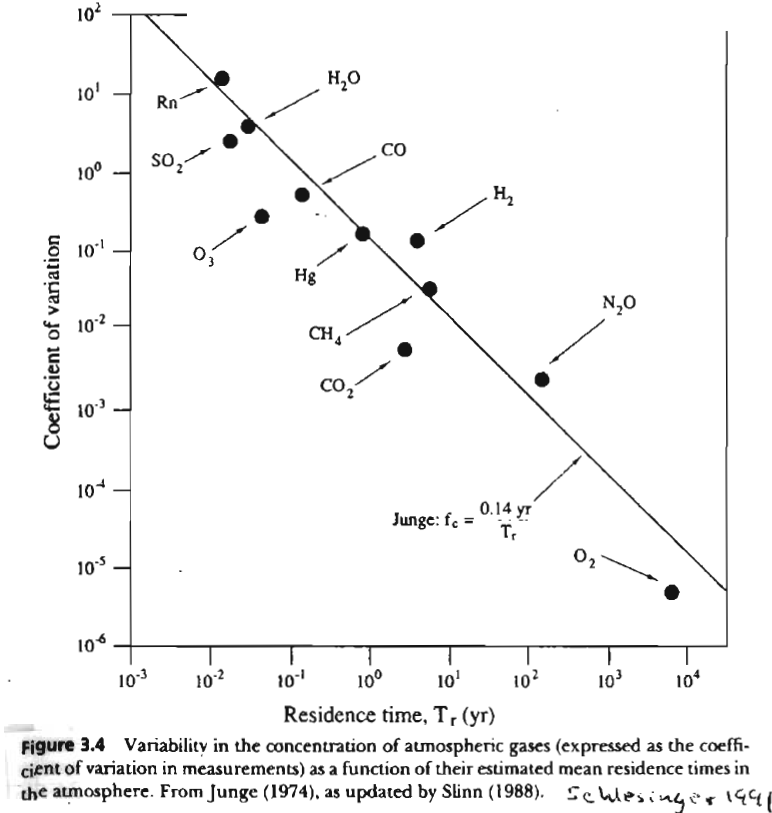 10²
10¹
10⁰
10⁻¹
10⁻²
10⁻³
10⁻⁴
10⁻⁵
10⁻⁶
Coefficient of variation
Rn
H₂O
SO₂
CO
O₃
H₂
Hg
CH₄
N₂O
CO₂
Junge: f_c = 0.14 yr / T_r
O₂
10⁻³ 10⁻² 10⁻¹ 10⁰ 10¹ 10² 10³ 10⁴
Residence time, T_r (yr)
Figure 3.4 Variability in the concentration of atmospheric gases (expressed as the coeffi-
cient of variation in measurements) as a function of their estimated mean residence times in
the atmosphere. From Junge (1974), as updated by Slinn (1988). Schlesinger 1991